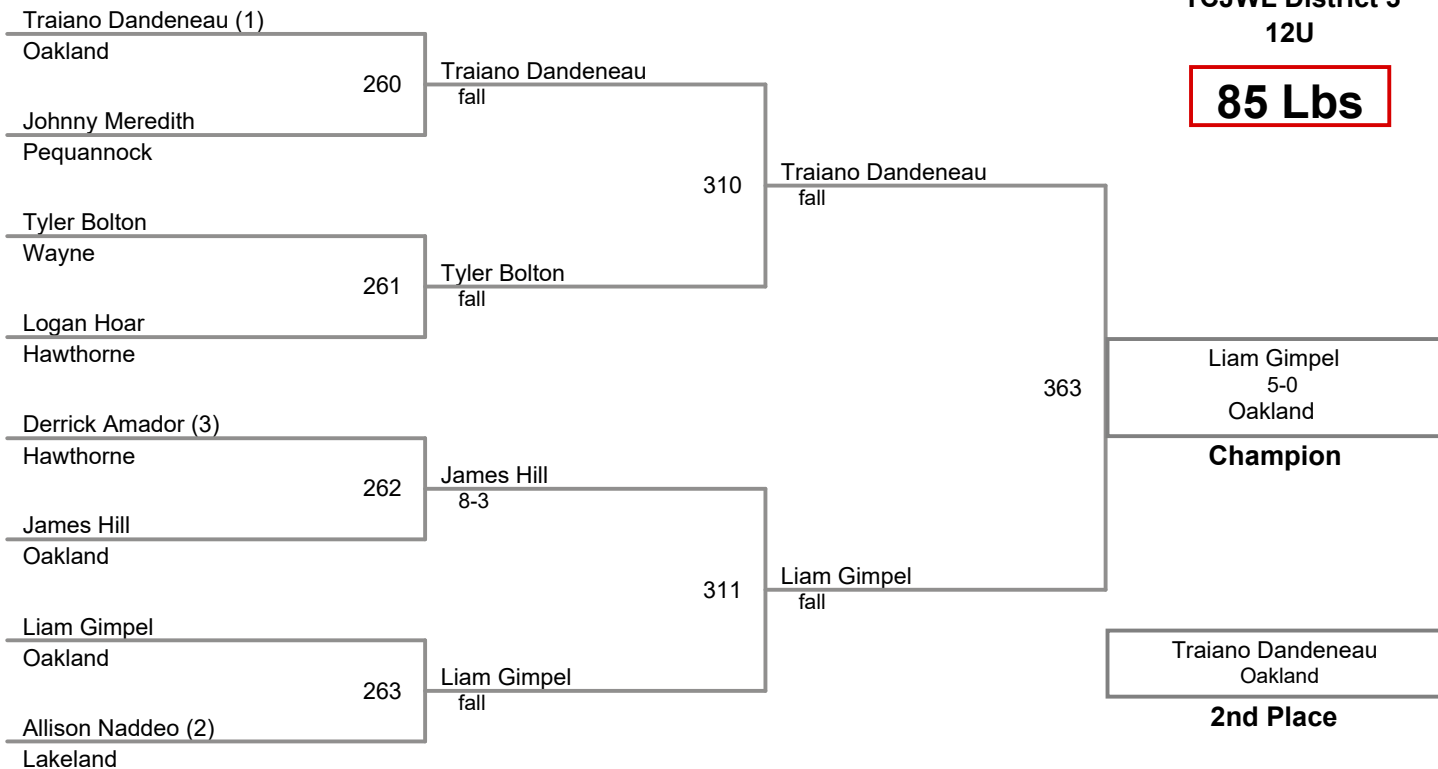 Traiano Dandeneau (1)
Oakland
260
Johnny Meredith
Pequannock
Tyler Bolton
Wayne
261
Logan Hoar
Hawthorne
Derrick Amador (3)
Hawthorne
262
James Hill
Oakland
Liam Gimpel
Oakland
263
Allison Naddeo (2)
Lakeland
Traiano Dandeneau
fall
310
Tyler Bolton
fall
James Hill
8-3
311
Liam Gimpel
fall
Traiano Dandeneau
fall
363
Liam Gimpel
fall
District
12U
85 Lbs
Liam Gimpel
5-0
Oakland
Champion
Traiano Dandeneau
Oakland
2nd Place